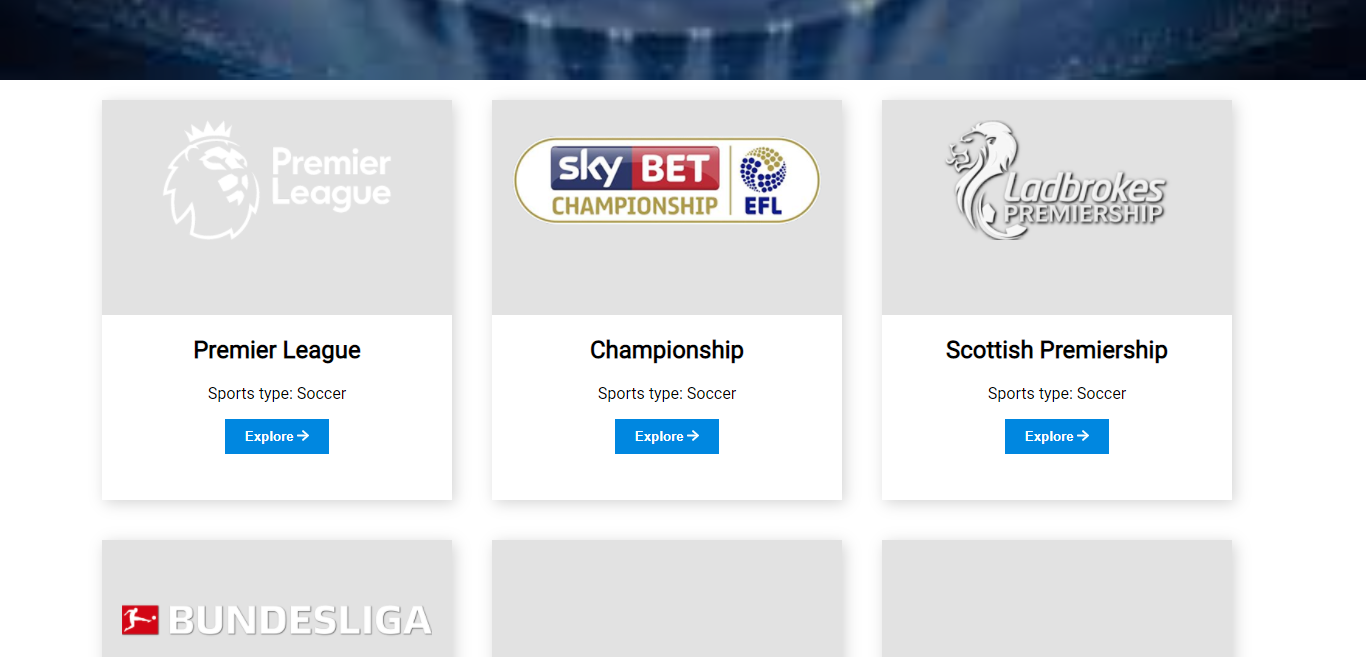 Premier
League
sky BET
CHAMPIONSHIP
EFL
Ladbrokes
PREMIERSHIP
Premier League
Championship
Scottish Premiership
Sports type: Soccer
Sports type: Soccer
Sports type: Soccer
Explore
Explore
Explore
BUNDESLIGA